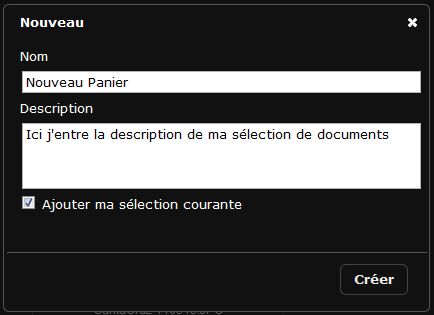 Nouveau
Nom
Nouveau Panier
Description
Ici j'entre la description de ma sélection de documents
Ajouter ma sélection courante
Créer